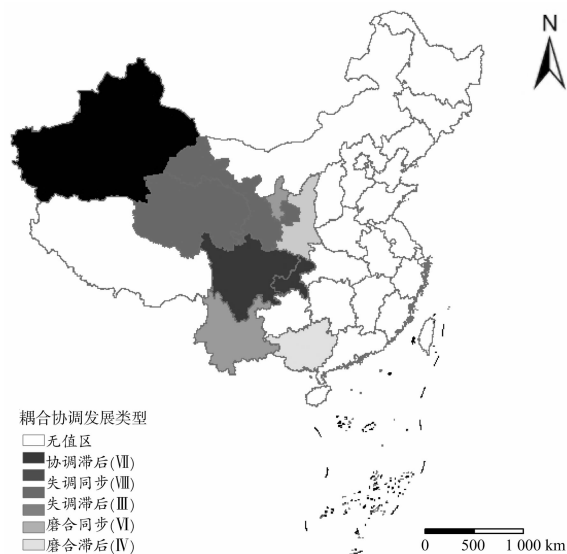 N
耦合协调发展类型
无值区
协调滞后(Ⅶ)
失调同步(Ⅷ)
失调滞后(Ⅲ)
磨合同步(Ⅵ)
磨合滞后(Ⅳ)
0 500 1 000 km